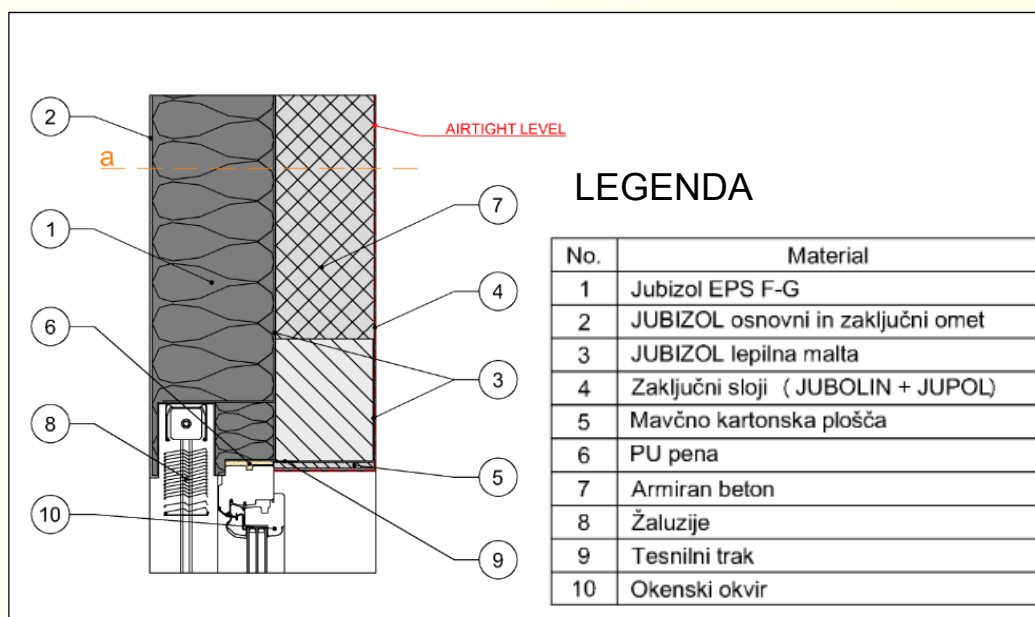 2
AIRTIGHT LEVEL
a
7
1
4
6
3
8
5
10
9
LEGENDA
No. Material
1 Jubizol EPS F-G
2 JUBIZOL osnovni in zaključni omet
3 JUBIZOL lepilna malta
4 Zaključni sloji ( JUBOLIN + JUPOL)
5 Mavčno kartonska plošča
6 PU pena
7 Armiran beton
8 Žaluzije
9 Tesnilni trak
10 Okenski okvir